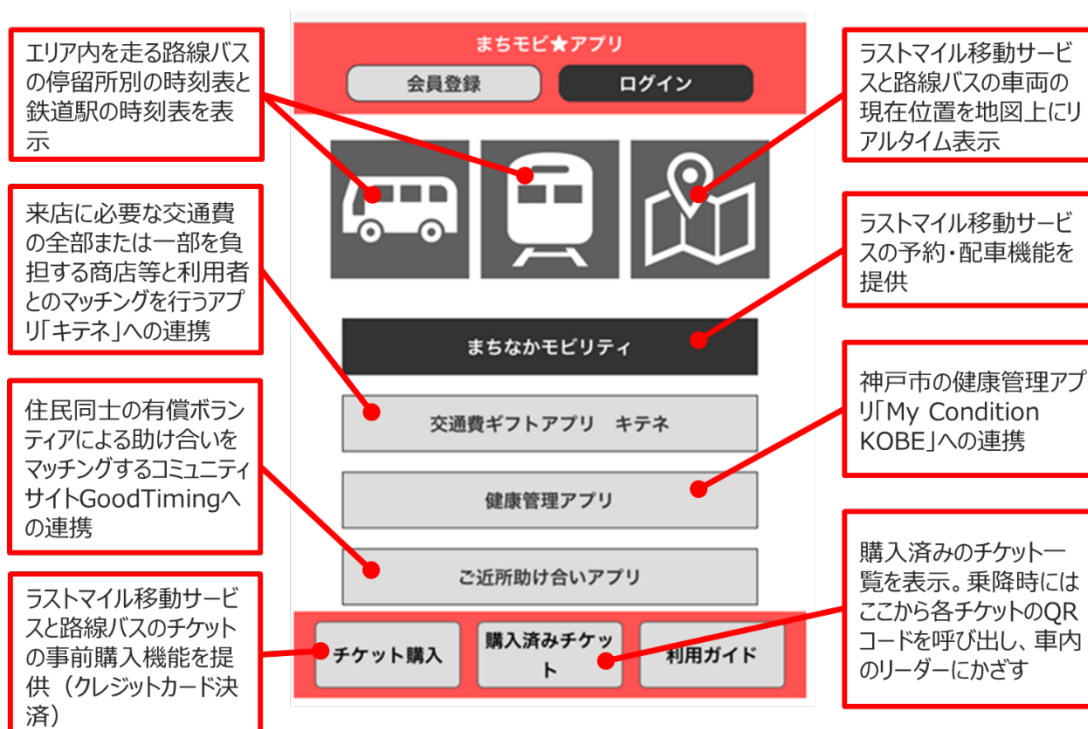 エリア内を走る路線バス
の停留所別の時刻表と
鉄道駅の時刻表を表
示
来店に必要な交通費
の全部または一部を負
担する商店等と利用者
とのマッチングを行うアプ
リ「キテネ」への連携
住民同士の有償ボラン
ティアによる助け合いを
マッチングするコミュニティ
サイトGoodTimingへ
の連携
ラストマイル移動サービ
スと路線バスのチケット
の事前購入機能を提
供（クレジットカード決
済）
まちモビ★アプリ
会員登録
ログイン
まちなかモビリティ
交通費ギフトアプリ　キテネ
健康管理アプリ
ご近所助け合いアプリ
チケット購入
購入済みチケッ
ト
利用ガイド
ラストマイル移動サービ
スと路線バスの車両の
現在位置を地図上にリ
アルタイム表示
ラストマイル移動サービ
スの予約・配車機能を
提供
神戸市の健康管理アプ
リ「My Condition
KOBE」への連携
購入済みのチケット一
覧を表示。乗降時には
ここから各チケットのQR
コードを呼び出し、車内
のリーダーにかざす